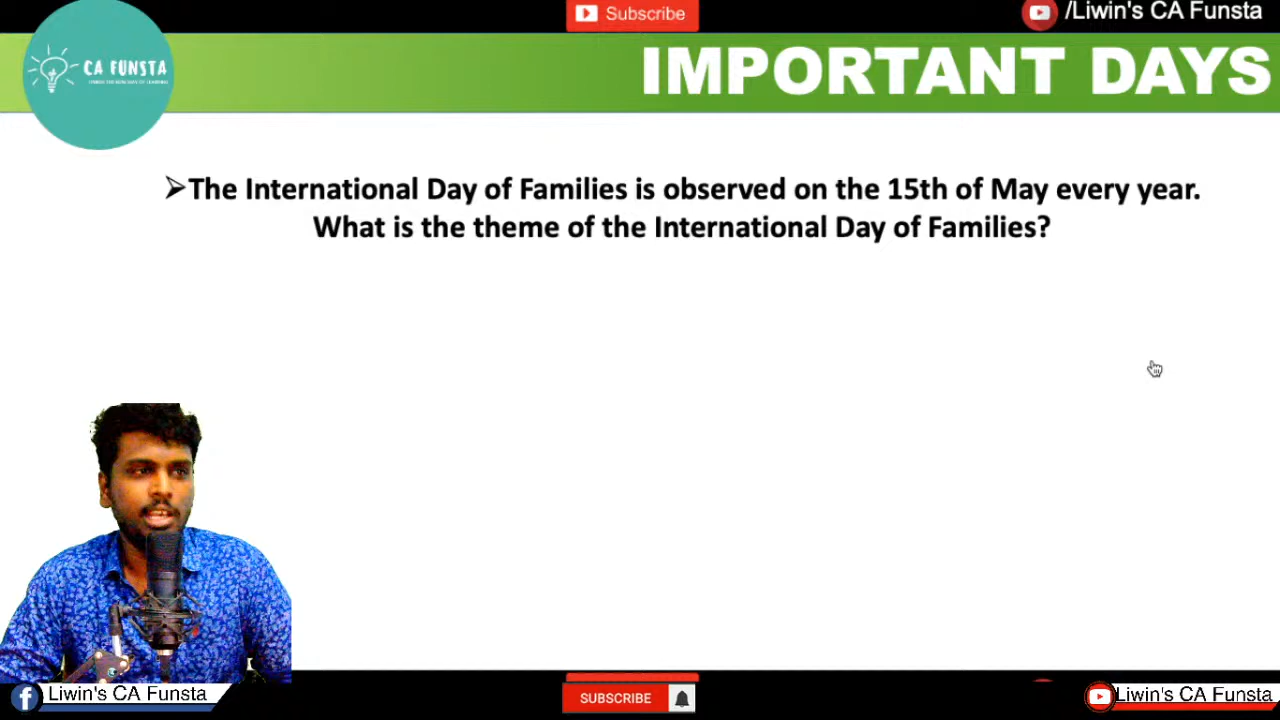 Subscribe
/Liwin's CA Funsta
CA FUNSTA
IMPORTANT DAYS
➢The International Day of Families is observed on the 15th of May every year.
What is the theme of the International Day of Families?
Liwin's CA Funsta
SUBSCRIBE
Liwin's CA Funsta